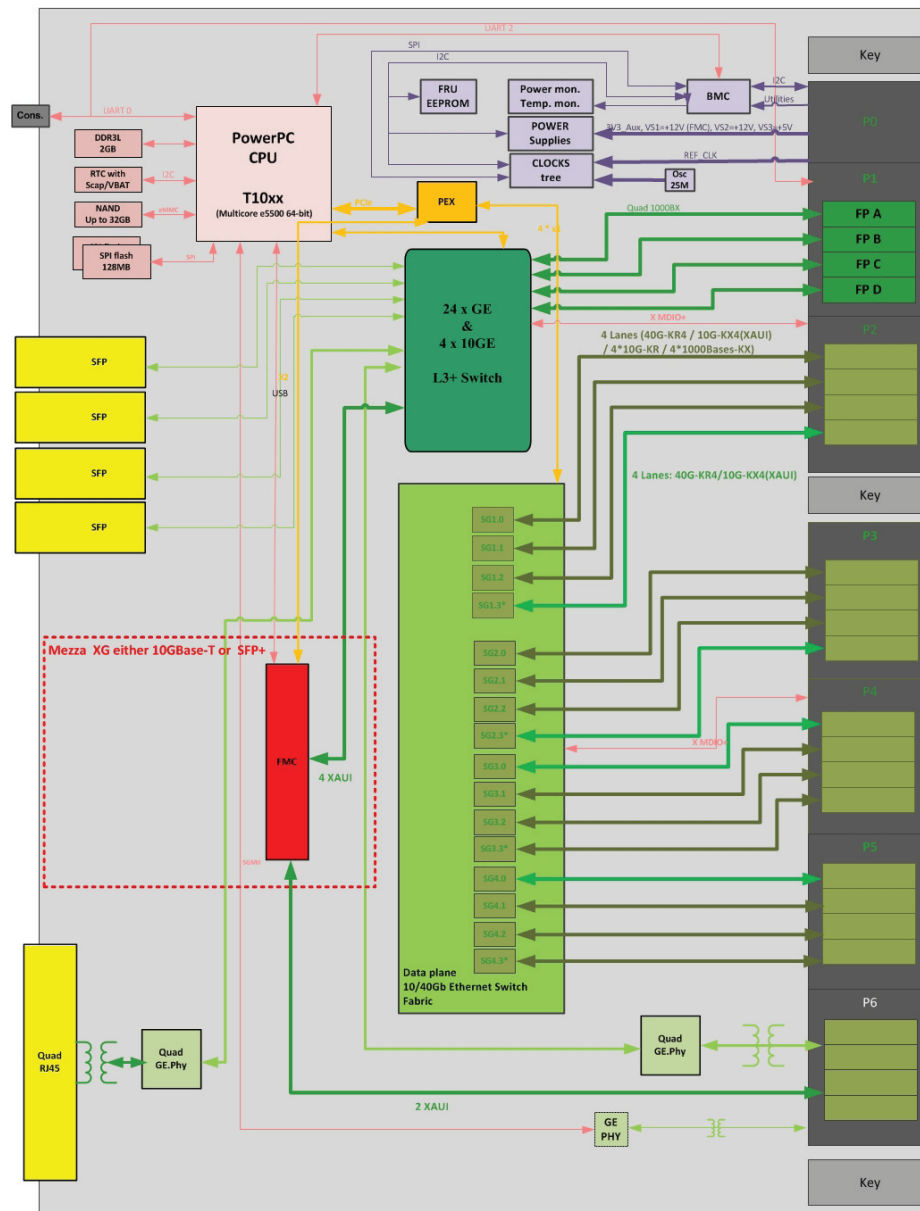 UART 2
SPI
I2C
Key
FRU
EEPROM
Power mon.
Temp. mon.
BMC
I2C
Utilities
Cons.
UART 0
PowerPC
CPU
T10xx
(Multicore e5500 64-bit)
P0
DDR3L
2GB
POWER
Supplies
3V3_Aux, VS1=+12V (FMC), VS2=+12V, VS3=+5V
CLOCKS
tree
REF_CLK
Osc
25M
RTC with
Scap/VBAT
I2C
P1
NAND
Up to 32GB
eMMC
PCIe
PEX
Quad 1000BX
FP A
FP B
FP C
FP D
SPI flash
128MB
SPI
24 x GE
&
4 x 10GE
L3+ Switch
X MDIO+
P2
4 Lanes (40G-KR4 / 10G-KX4(XAUI)
/ 4*10G-KR / 4*1000Bases-KX)
SFP
SFP
SFP
SFP
X2
USB
4 Lanes: 40G-KR4/10G-KX4(XAUI)
Key
SG1.0
SG1.1
SG1.2
SG1.3*
P3
SG2.0
SG2.1
SG2.2
SG2.3*
Mezza XG either 10GBase-T or SFP+
FMC
4 XAUI
SGMII
P4
X MDIO+
SG3.0
SG3.1
SG3.2
SG3.3*
P5
SG4.0
SG4.1
SG4.2
SG4.3*
Data plane
10/40Gb Ethernet Switch
Fabric
P6
Quad
RJ45
Quad
GE.Phy
Quad
GE.Phy
2 XAUI
GE
PHY
Key